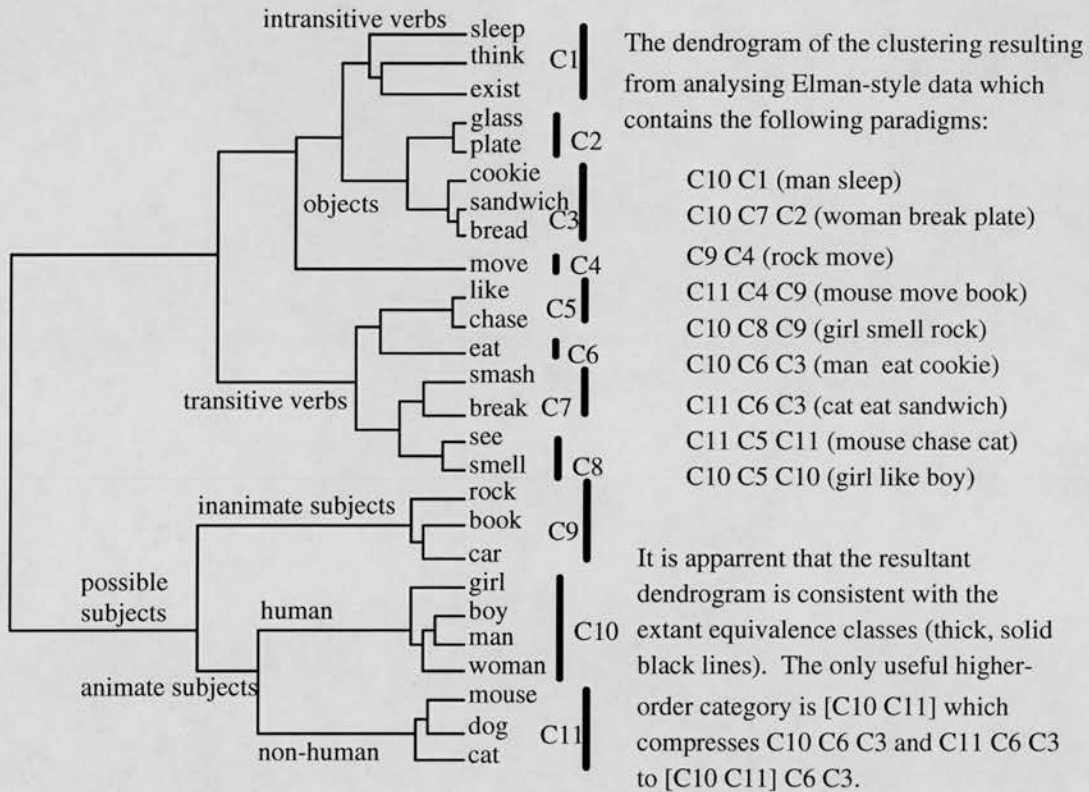 intransitive verbs
sleep
think
exist
C1
glass
plate
C2
cookie
sandwich
bread
C3
objects
move
C4
like
chase
C5
eat
C6
smash
break
C7
transitive verbs
see
smell
C8
inanimate subjects
rock
book
car
C9
possible
subjects
human
girl
boy
man
woman
C10
animate subjects
mouse
dog
cat
C11
non-human
The dendrogram of the clustering resulting
from analysing Elman-style data which
contains the following paradigms:
C10 C1 (man sleep)
C10 C7 C2 (woman break plate)
C9 C4 (rock move)
C11 C4 C9 (mouse move book)
C10 C8 C9 (girl smell rock)
C10 C6 C3 (man eat cookie)
C11 C6 C3 (cat eat sandwich)
C11 C5 C11 (mouse chase cat)
C10 C5 C10 (girl like boy)
It is apparrent that the resultant
dendrogram is consistent with the
extant equivalence classes (thick, solid
black lines). The only useful higher-
order category is [C10 C11] which
compresses C10 C6 C3 and C11 C6 C3
to [C10 C11] C6 C3.